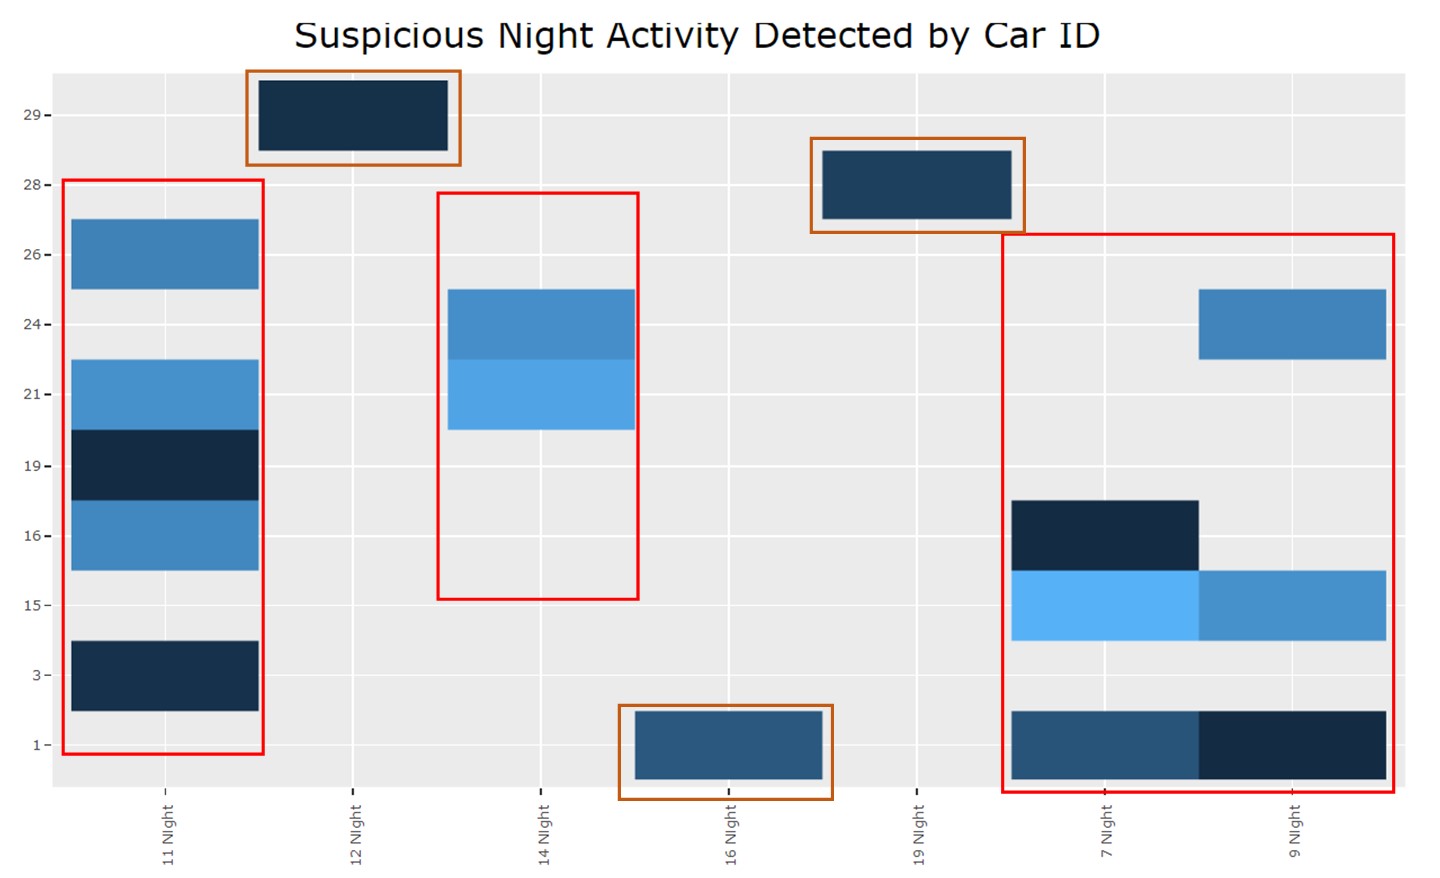 Suspicious Night Activity Detected by Car ID
29
28
26
24
21
19
16
15
3
1
11 NIght
12 NIght
14 NIght
16 NIght
19 NIght
7 NIght
9 NIght